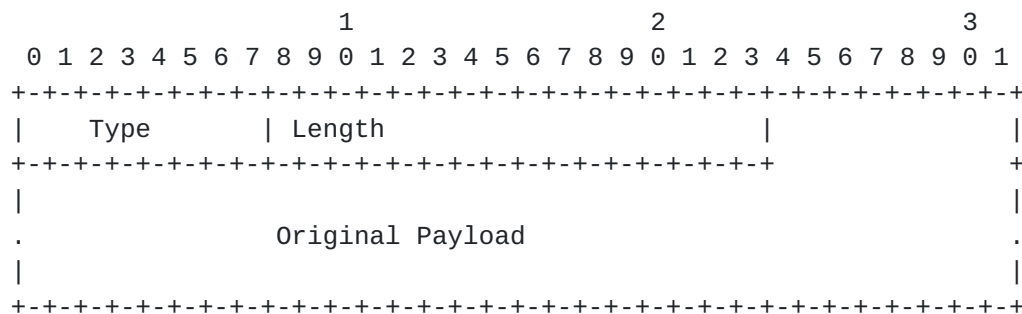 1 2 3
0 1 2 3 4 5 6 7 8 9 0 1 2 3 4 5 6 7 8 9 0 1 2 3 4 5 6 7 8 9 0 1
+-+-+-+-+-+-+-+-+-+-+-+-+-+-+-+-+-+-+-+-+-+-+-+-+-+-+-+-+-+-+-+-+
|    Type       | Length                        |               |
+-+-+-+-+-+-+-+-+-+-+-+-+-+-+-+-+-+-+-+-+-+-+-+-+               +
|                                                               |
.                Original Payload                               .
|                                                               |
+-+-+-+-+-+-+-+-+-+-+-+-+-+-+-+-+-+-+-+-+-+-+-+-+-+-+-+-+-+-+-+-+